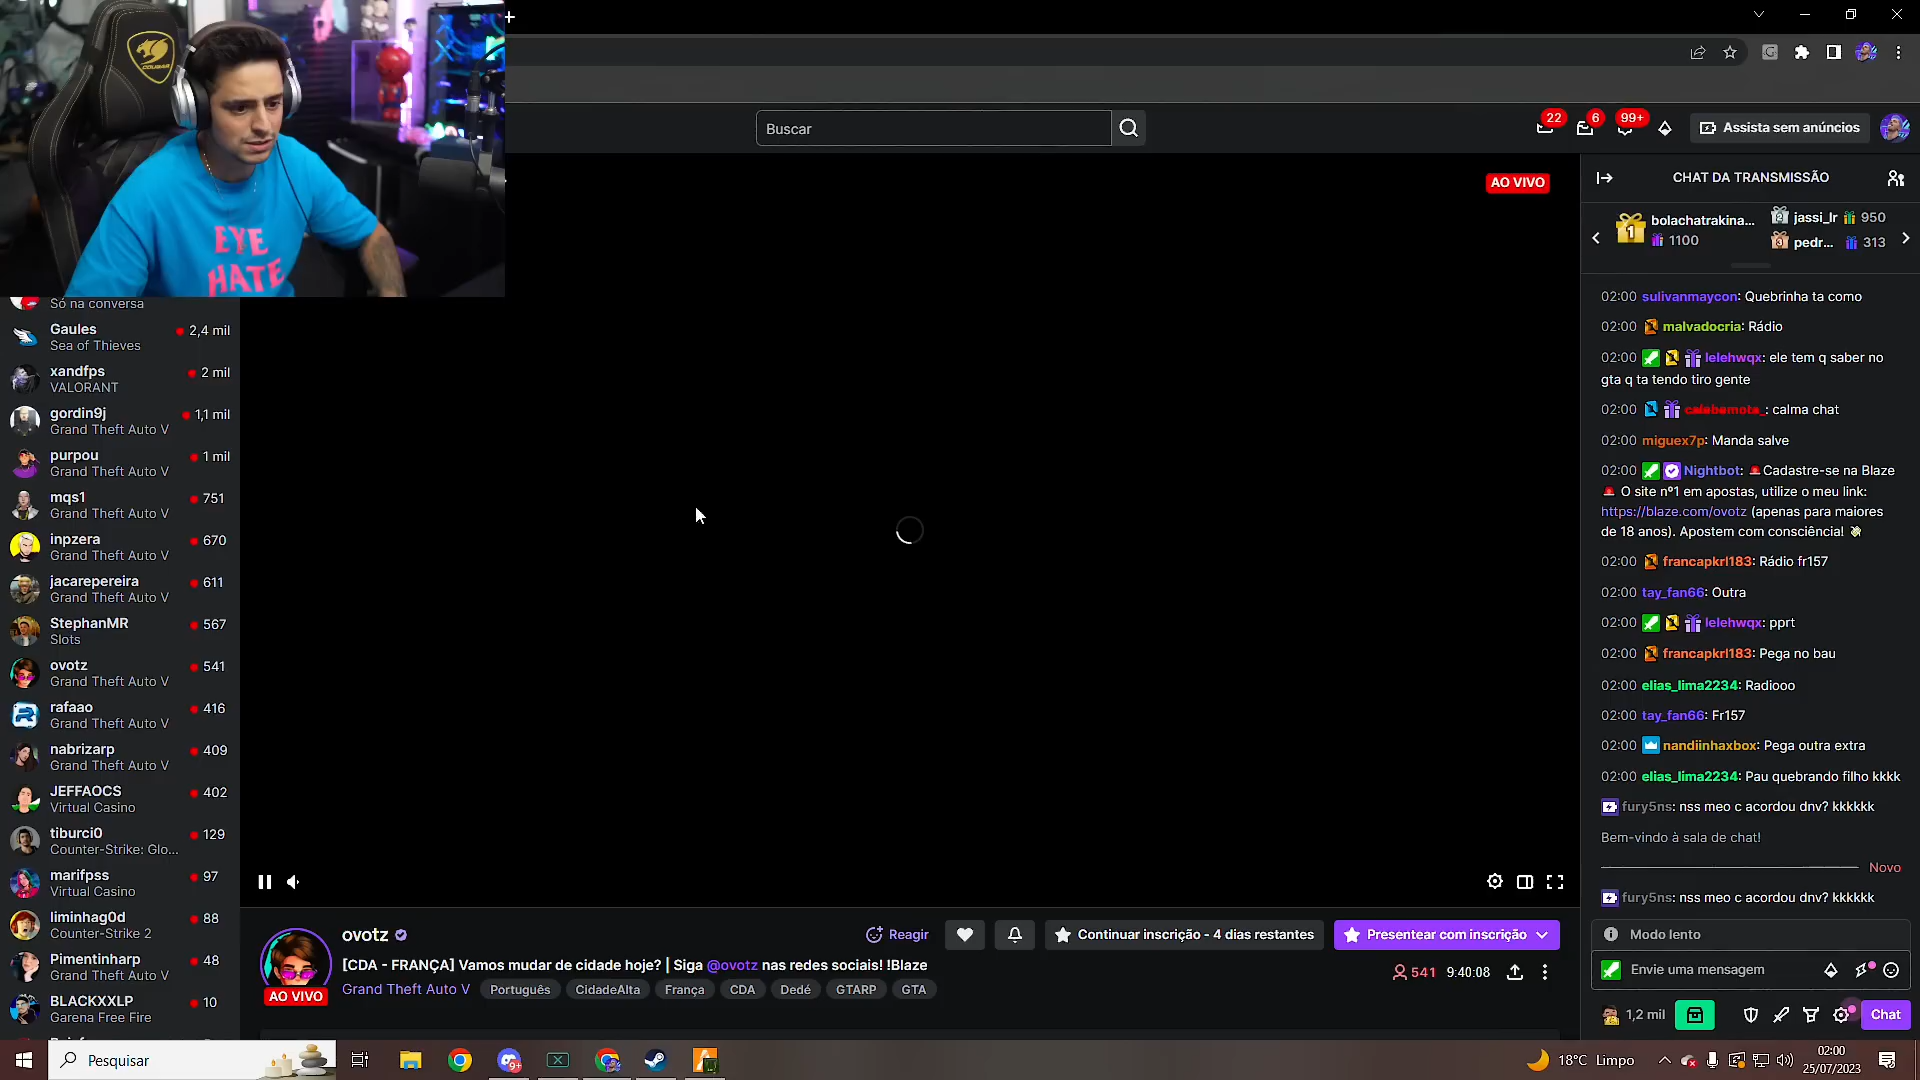 COUGAR
EYE
HATE
Buscar
22
6
99+
Assista sem anúncios
AO VIVO
CHAT DA TRANSMISSÃO
1
bolachatrakina...
1100
2
jassi_lr
950
3
pedr...
313
Só na conversa
Gaules
2,4 mil
Sea of Thieves
xandfps
2 mil
VALORANT
gordin9j
1,1 mil
Grand Theft Auto V
purpou
1 mil
Grand Theft Auto V
mqs1
751
Grand Theft Auto V
inpzera
670
Grand Theft Auto V
jacarepereira
611
Grand Theft Auto V
StephanMR
567
Slots
ovotz
541
Grand Theft Auto V
rafaao
416
Grand Theft Auto V
nabrizarp
409
Grand Theft Auto V
JEFFAOCS
402
Virtual Casino
tiburci0
129
Counter-Strike: Glo...
marifpss
97
Virtual Casino
liminhag0d
88
Counter-Strike 2
Pimentinharp
48
Grand Theft Auto V
BLACKXXLP
10
Garena Free Fire
02:00 sulivanmaycon: Quebrinha ta como
02:00 malvadocria: Rádio
02:00 lelehwqx: ele tem q saber no
gta q ta tendo tiro gente
02:00 calebemota_: calma chat
02:00 miguex7p: Manda salve
02:00 Nightbot: 🚨Cadastre-se na Blaze
🚨 O site nº1 em apostas, utilize o meu link:
https://blaze.com/ovotz (apenas para maiores
de 18 anos). Apostem com consciência! 💸
02:00 francapkrl183: Rádio fr157
02:00 tay_fan66: Outra
02:00 lelehwqx: pprt
02:00 francapkrl183: Pega no bau
02:00 elias_lima2234: Radiooo
02:00 tay_fan66: Fr157
02:00 nandiinhaxbox: Pega outra extra
02:00 elias_lima2234: Pau quebrando filho kkkk
fury5ns: nss meo c acordou dnv? kkkkkk
Bem-vindo à sala de chat!
Novo
fury5ns: nss meo c acordou dnv? kkkkkk
Modo lento
Envie uma mensagem
1,2 mil
Chat
ovotz
AO VIVO
Reagir
Continuar inscrição - 4 dias restantes
Presentear com inscrição
[CDA - FRANÇA] Vamos mudar de cidade hoje? | Siga @ovotz nas redes sociais! !Blaze
541
9:40:08
Grand Theft Auto V
Português
CidadeAlta
França
CDA
Dedé
GTARP
GTA
Pesquisar
9+
18°C Limpo
02:00
25/07/2023